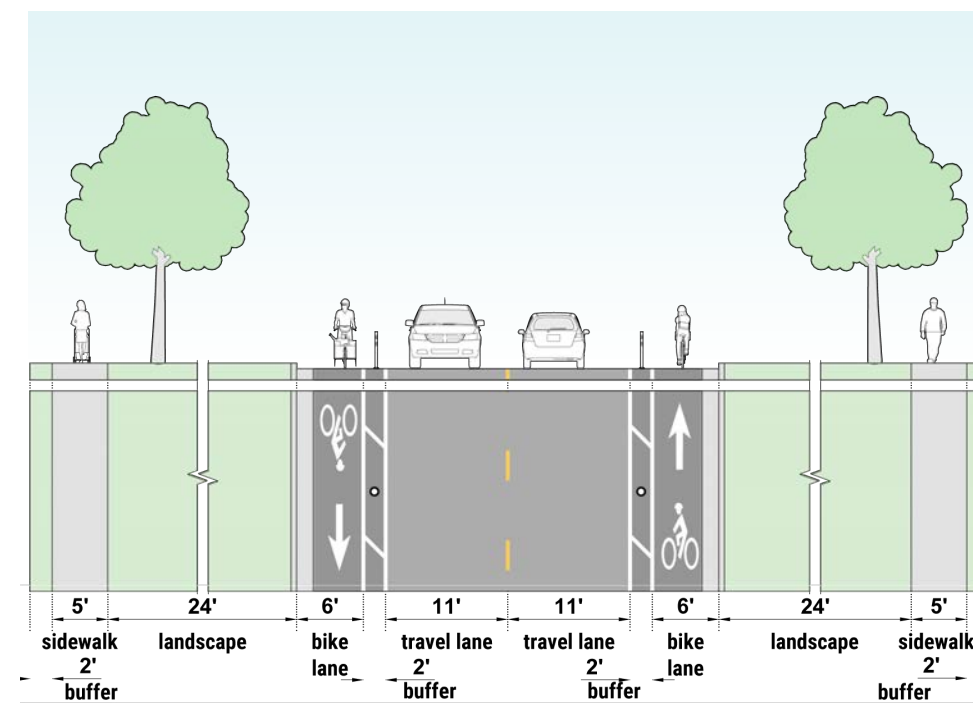 5' 24' 6' 11' 11' 6' 24' 5'
sidewalk landscape bike travel lane travel lane bike landscape sidewalk
2' lane 2' 2' lane 2'
buffer buffer buffer buffer